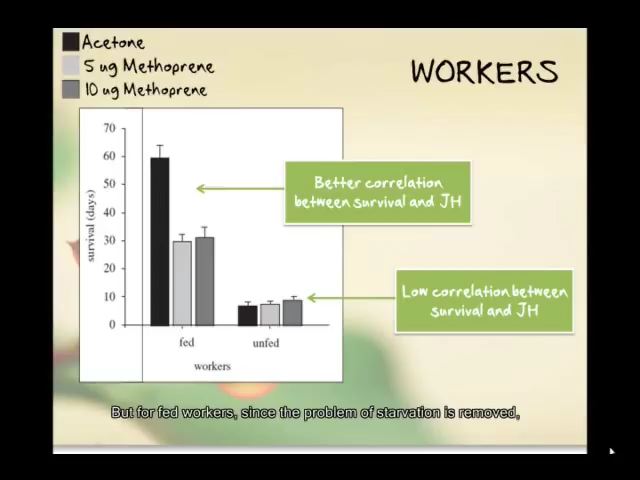 Acetone
5 ug Methoprene
10 ug Methoprene
WORKERS
70
60
50
40
30
20
10
0
survival (days)
fed
unfed
workers
Better correlation
between survival and JH
Low correlation between
survival and JH
But for fed workers, since the problem of starvation is removed,